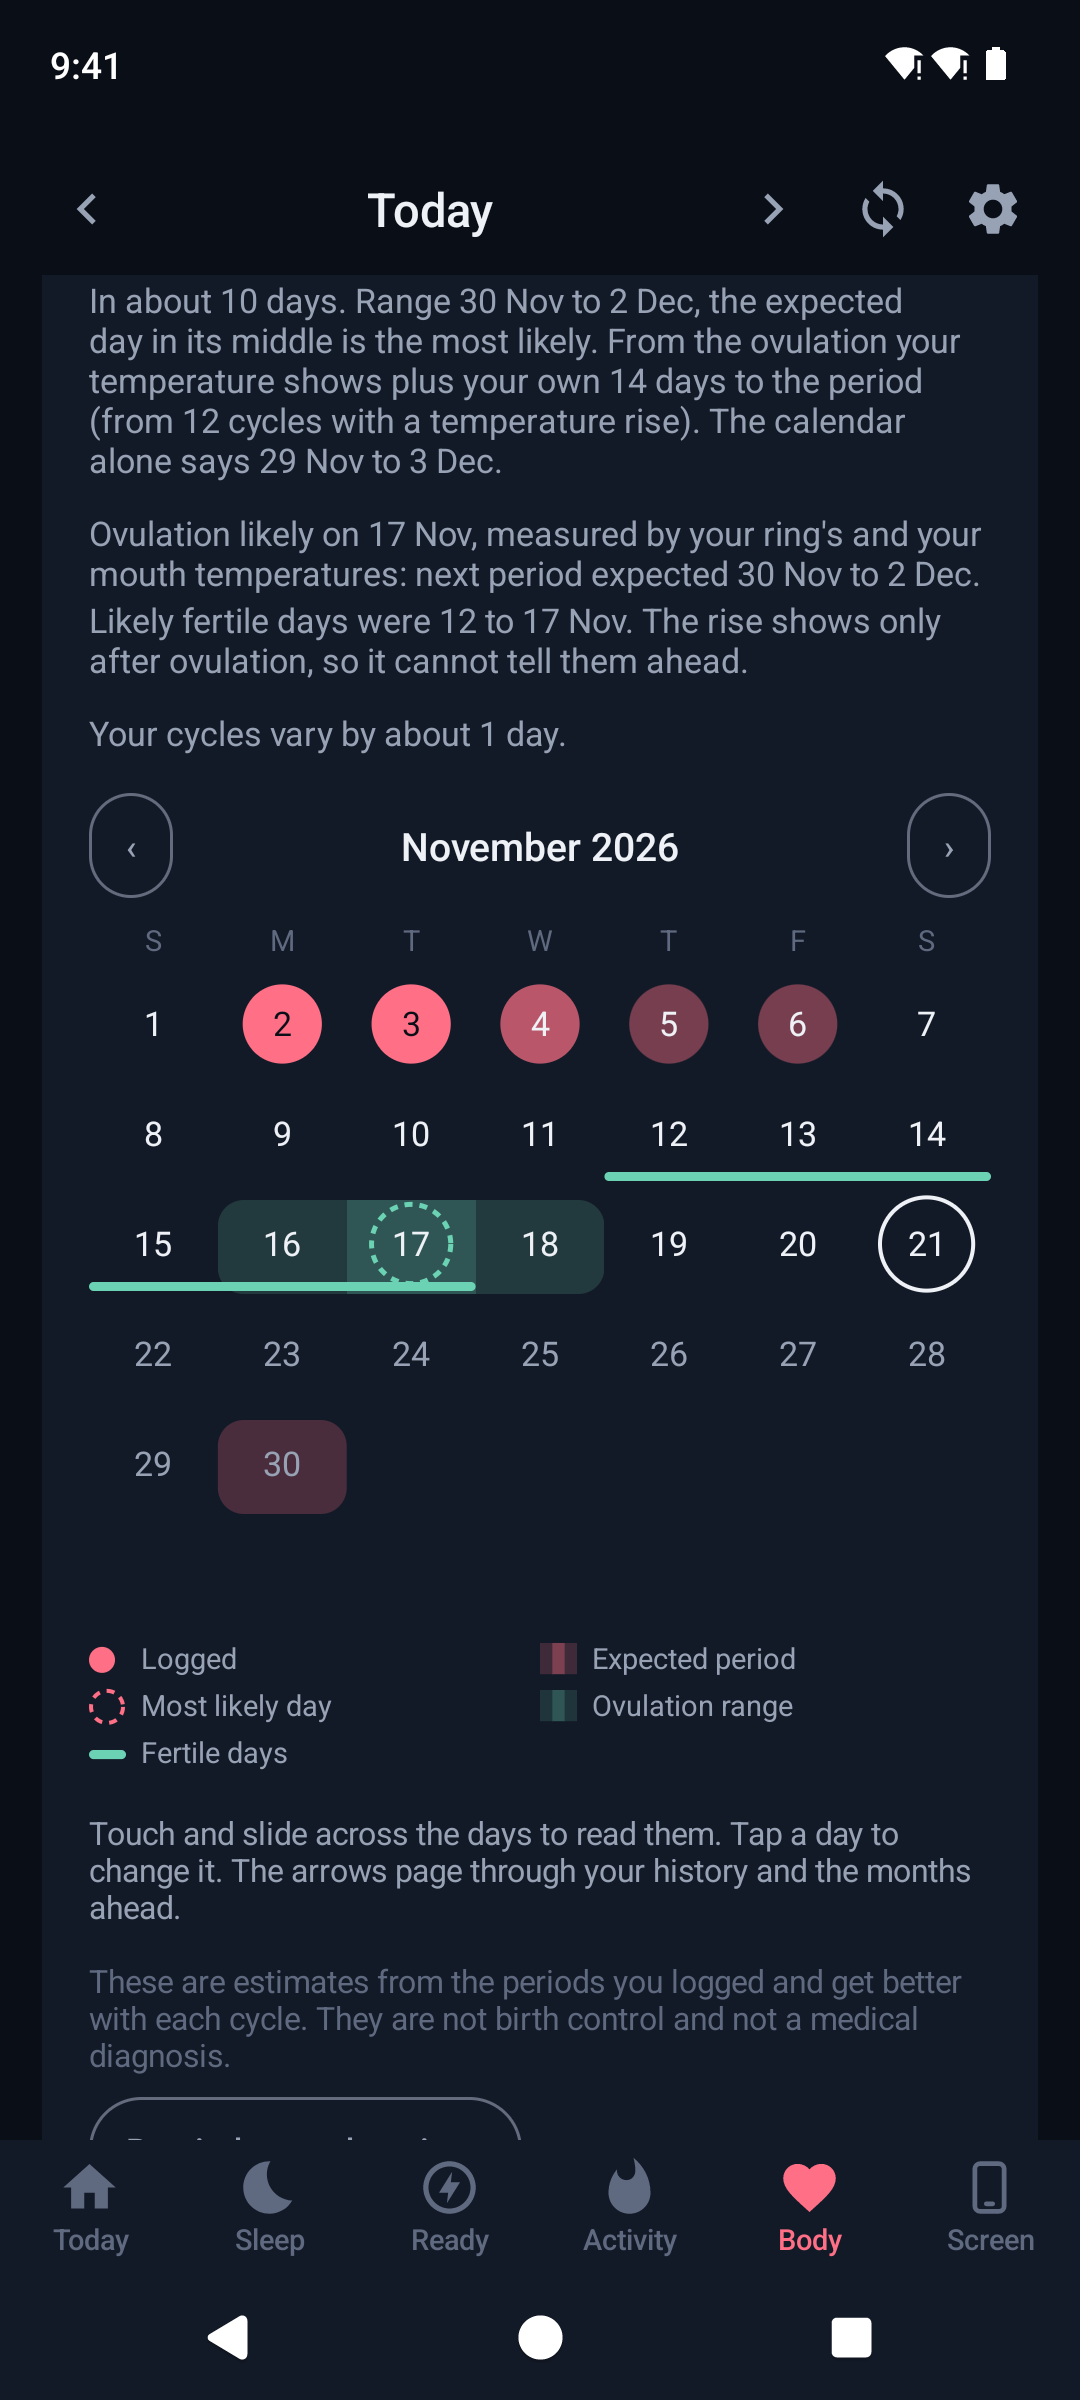 9:41
Today
In about 10 days. Range 30 Nov to 2 Dec, the expected
day in its middle is the most likely. From the ovulation your
temperature shows plus your own 14 days to the period
(from 12 cycles with a temperature rise). The calendar
alone says 29 Nov to 3 Dec.
Ovulation likely on 17 Nov, measured by your ring's and your
mouth temperatures: next period expected 30 Nov to 2 Dec.
Likely fertile days were 12 to 17 Nov. The rise shows only
after ovulation, so it cannot tell them ahead.
Your cycles vary by about 1 day.
‹ November 2026 ›
S M T W T F S
1 2 3 4 5 6 7
8 9 10 11 12 13 14
15 16 17 18 19 20 21
22 23 24 25 26 27 28
29 30
Logged Expected period
Most likely day Ovulation range
Fertile days
Touch and slide across the days to read them. Tap a day to
change it. The arrows page through your history and the months
ahead.
These are estimates from the periods you logged and get better
with each cycle. They are not birth control and not a medical
diagnosis.
Today Sleep Ready Activity Body Screen